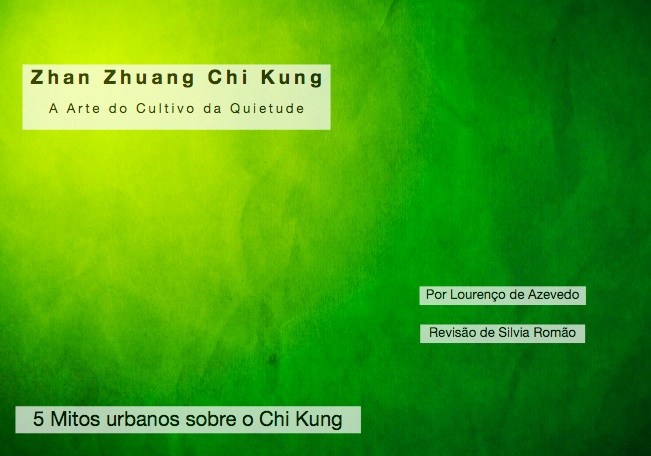 Zhan Zhuang Chi Kung
A Arte do Cultivo da Quietude
Por Lourenço de Azevedo
Revisão de Silvia Romão
5 Mitos urbanos sobre o Chi Kung